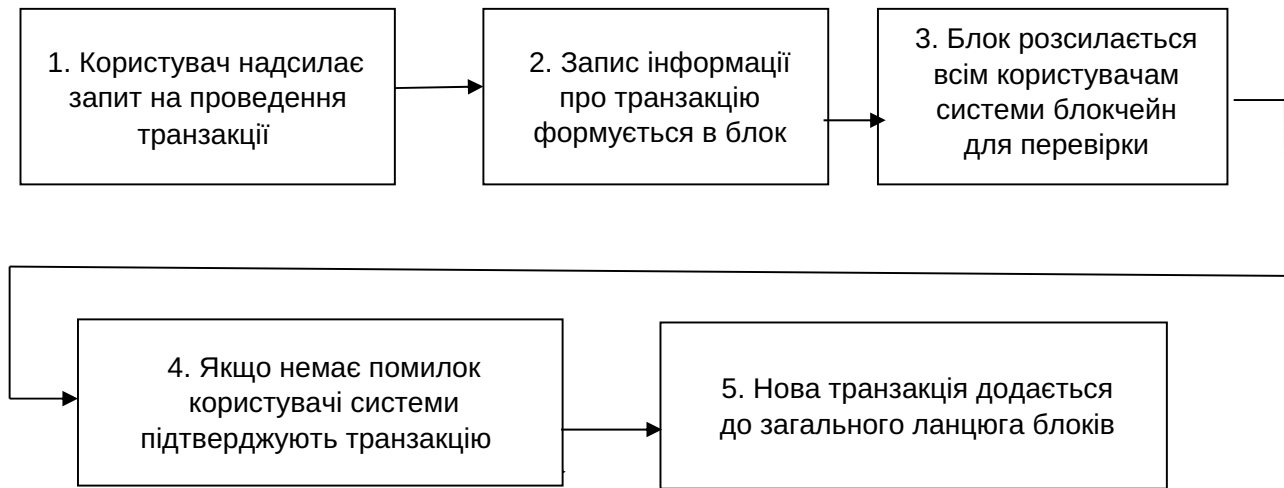 1. Користувач надсилає
запит на проведення
транзакції
2. Запис інформації
про транзакцію
формується в блок
3. Блок розсилається
всім користувачам
системи блокчейн
для перевірки
4. Якщо немає помилок
користувачі системи
підтверджують транзакцію
5. Нова транзакція додається
до загального ланцюга блоків